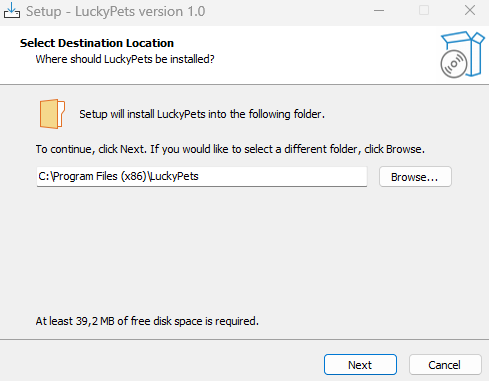 Setup - LuckyPets version 1.0
Select Destination Location
Where should LuckyPets be installed?
Setup will install LuckyPets into the following folder.
To continue, click Next. If you would like to select a different folder, click Browse.
C:\Program Files (x86)\LuckyPets
Browse...
At least 39,2 MB of free disk space is required.
Next
Cancel